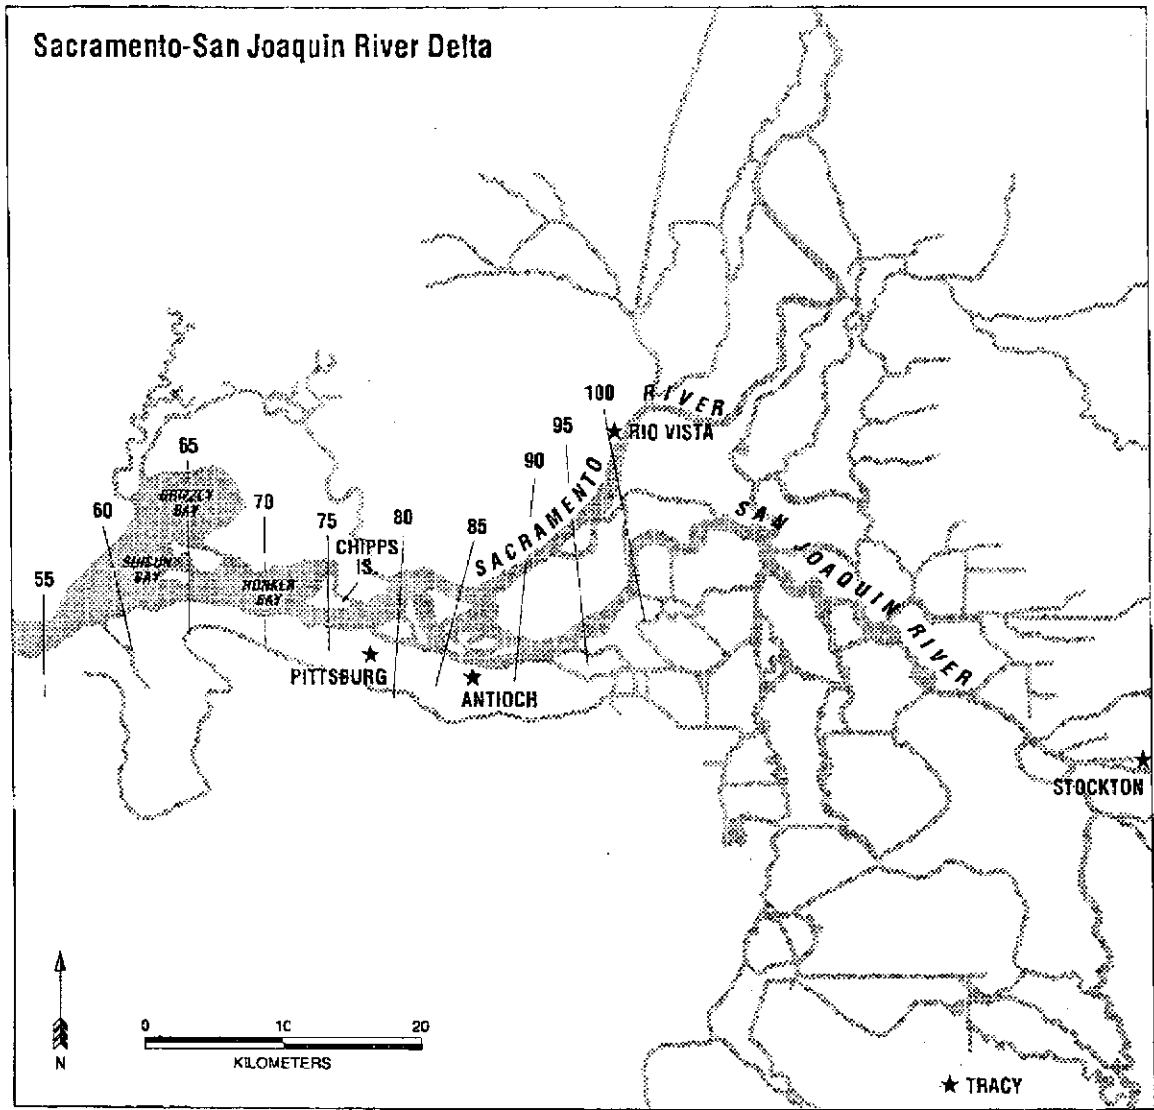 Sacramento-San Joaquin River Delta
100
RIVER
RIO VISTA
95
65
90
SACRAMENTO
GRIZZLY
BAY
70
60
75
80
85
SAN JOAQUIN RIVER
CHIPPS
IS.
55
SUISUN
BAY
HONKER
BAY
PITTSBURG
ANTIOCH
STOCKTON
0 10 20
KILOMETERS
N
TRACY